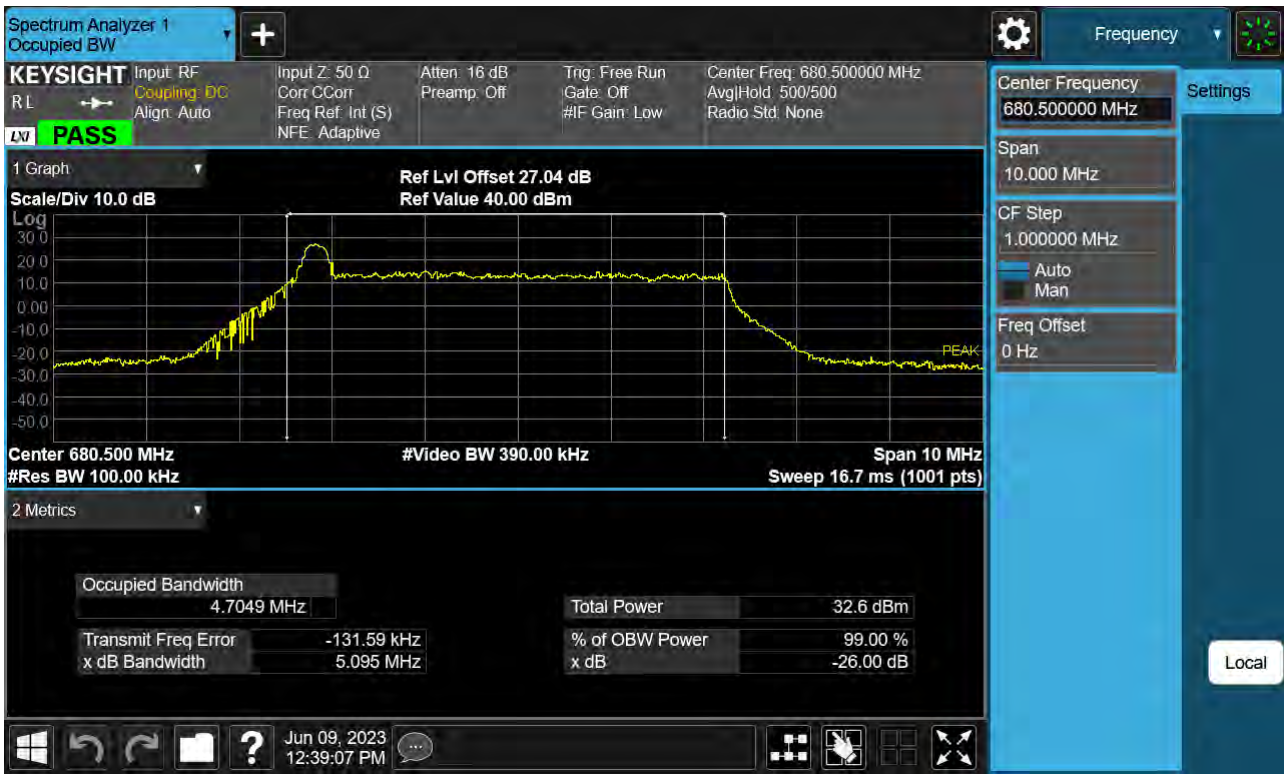 Spectrum Analyzer 1
Occupied BW
+
Frequency
KEYSIGHT
Input: RF
Coupling: DC
Align: Auto
Input Z: 50 Ω
Corr CCorr
Freq Ref: Int (S)
NFE: Adaptive
Atten: 16 dB
Preamp: Off
Trig: Free Run
Gate: Off
#IF Gain: Low
Center Freq: 680.500000 MHz
Avg|Hold: 500/500
Radio Std: None
R L
LXI
PASS
Center Frequency
680.500000 MHz
Settings
Span
10.000 MHz
CF Step
1.000000 MHz
Auto
Man
Freq Offset
0 Hz
1 Graph
Ref Lvl Offset 27.04 dB
Scale/Div 10.0 dB
Ref Value 40.00 dBm
Log
30.0
20.0
10.0
0.00
-10.0
-20.0
-30.0
-40.0
-50.0
PEAK
Center 680.500 MHz
#Video BW 390.00 kHz
Span 10 MHz
#Res BW 100.00 kHz
Sweep 16.7 ms (1001 pts)
2 Metrics
Occupied Bandwidth
4.7049 MHz
Total Power
32.6 dBm
Transmit Freq Error
-131.59 kHz
% of OBW Power
99.00 %
x dB Bandwidth
5.095 MHz
x dB
-26.00 dB
Local
?
Jun 09, 2023
12:39:07 PM